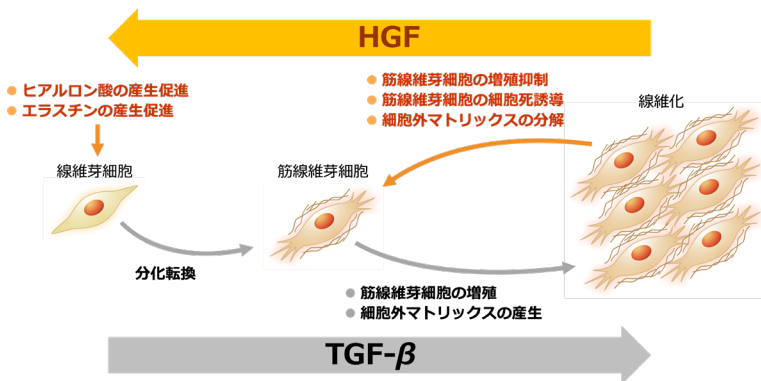 HGF
ヒアルロン酸の産生促進
エラスチンの産生促進
筋線維芽細胞の増殖抑制
筋線維芽細胞の細胞死誘導
細胞外マトリックスの分解
線維化
線維芽細胞
筋線維芽細胞
分化転換
筋線維芽細胞の増殖
細胞外マトリックスの産生
TGF-β